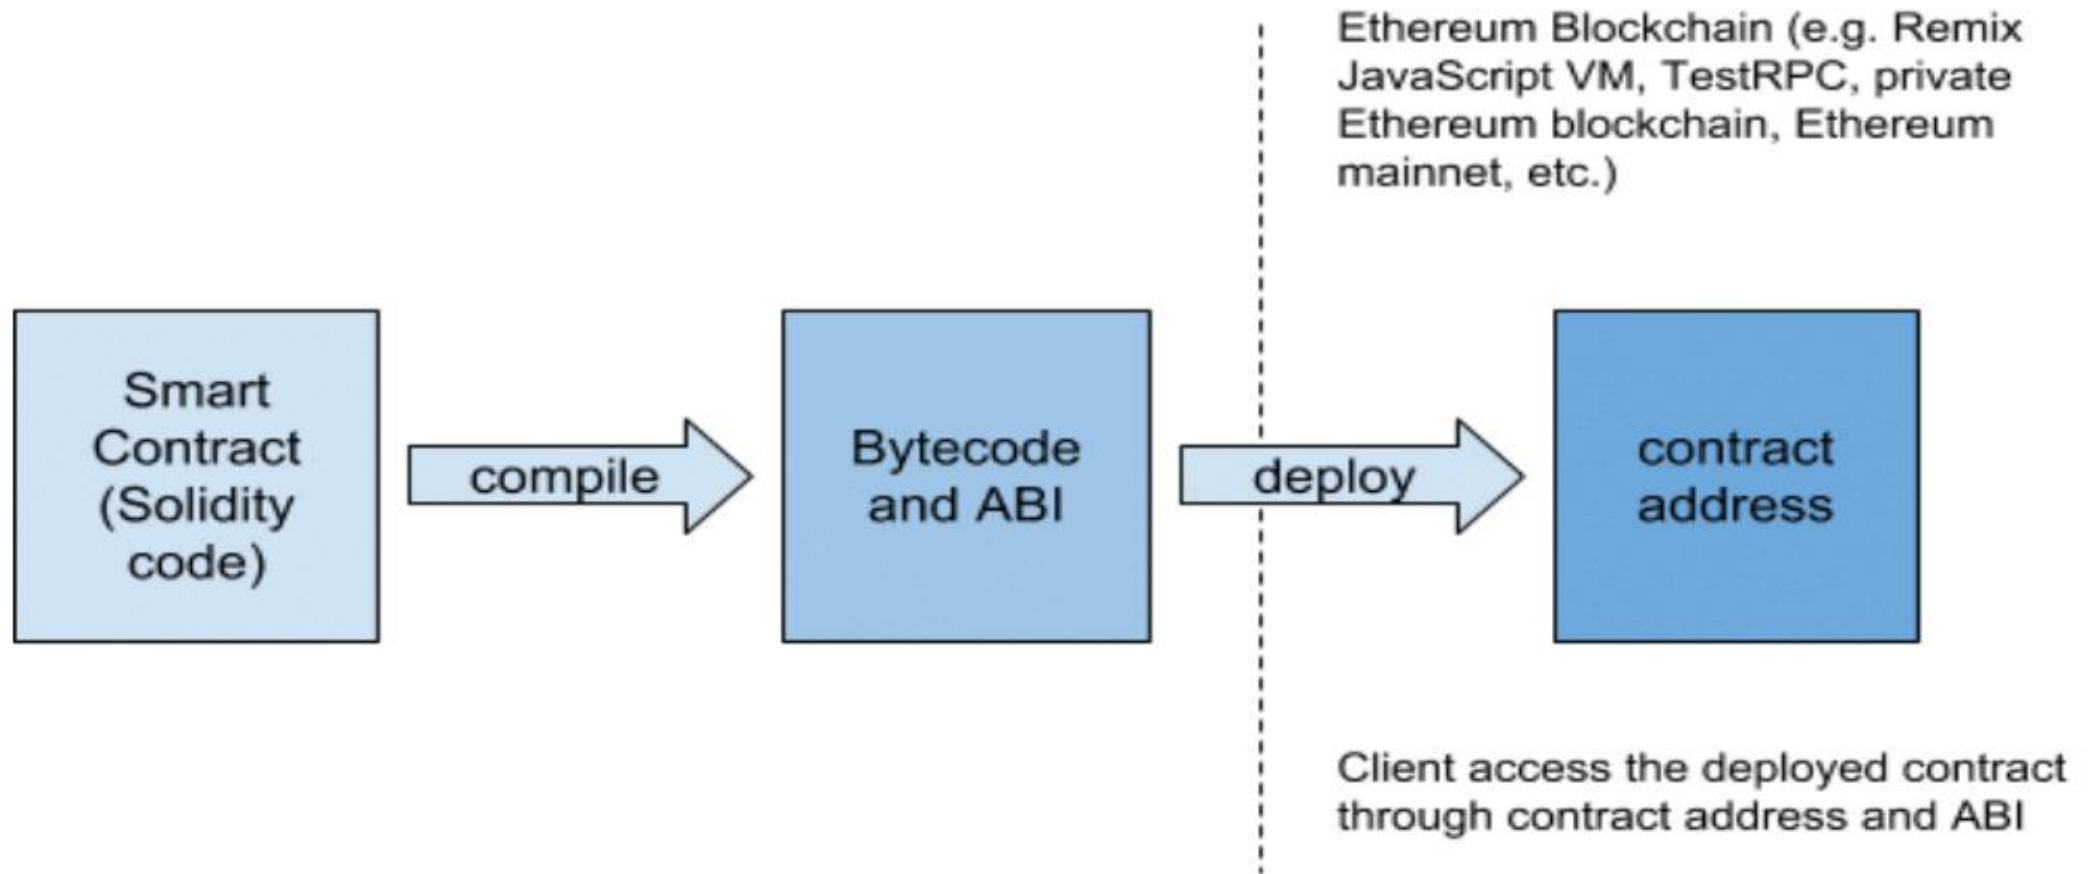 Ethereum Blockchain (e.g. Remix
JavaScript VM, TestRPC, private
Ethereum blockchain, Ethereum
mainnet, etc.)
Smart
Contract
(Solidity
code)
compile
Bytecode
and ABI
deploy
contract
address
Client access the deployed contract
through contract address and ABI